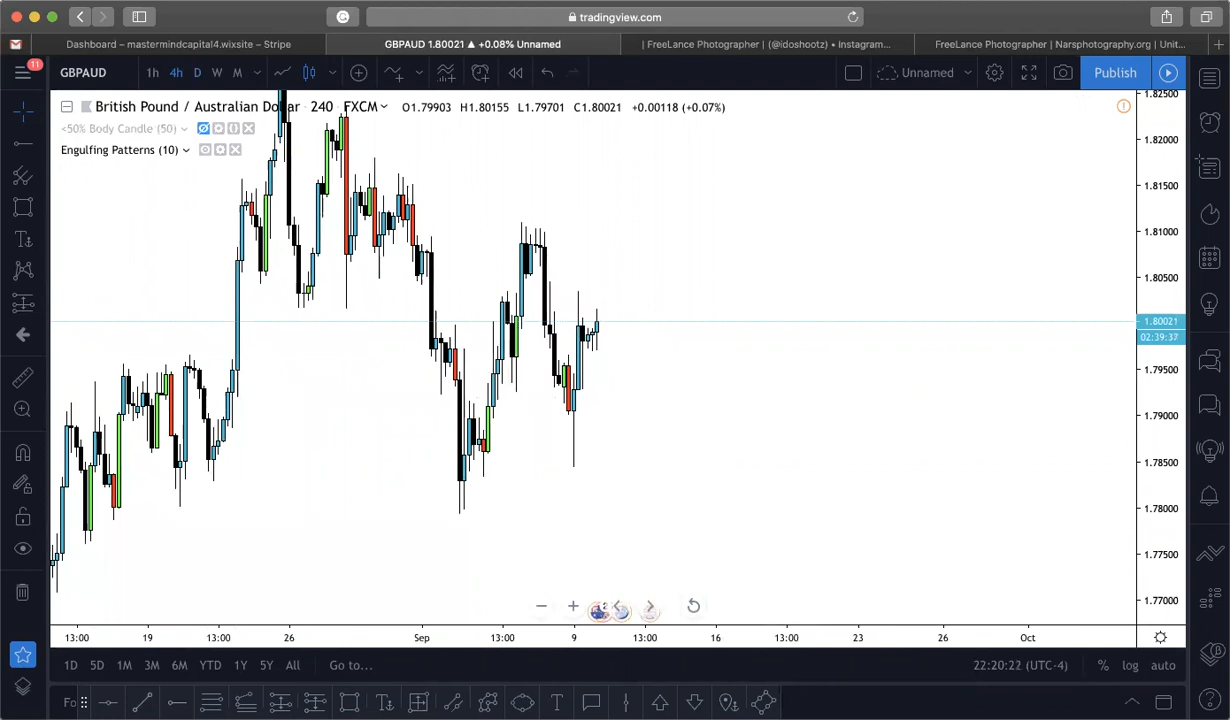 tradingview.com
Dashboard – mastermindcapital4.wixsite – Stripe
GBPAUD 1.80021 ▲ +0.08% Unnamed
| FreeLance Photographer | (@idoshootz) • Instagram...
FreeLance Photographer | Narsphotography.org | Unit...
11
GBPAUD
1h 4h D W M
Unnamed
Publish
British Pound / Australian Dollar 240 FXCM
O1.79903 H1.80155 L1.79701 C1.80021 +0.00118 (+0.07%)
<50% Body Candle (50)
Engulfing Patterns (10)
1.82500
1.82000
1.81500
1.81000
1.80500
1.80021
02:39:37
1.79500
1.79000
1.78500
1.78000
1.77500
1.77000
2
13:00 19 13:00 26 Sep 13:00 9 13:00 16 13:00 23 26 Oct
1D 5D 1M 3M 6M YTD 1Y 5Y All Go to...
22:20:22 (UTC-4) % log auto
Fo